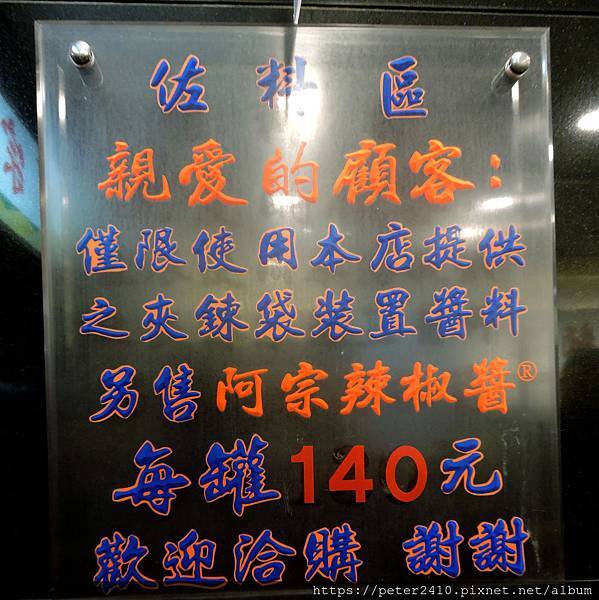 佐料區
親愛的顧客：
僅限使用本店提供
之夾鍊袋裝置醬料
另售阿宗辣椒醬®
每罐140元
歡迎洽購 謝謝
https://peter2410.pixnet.net/album